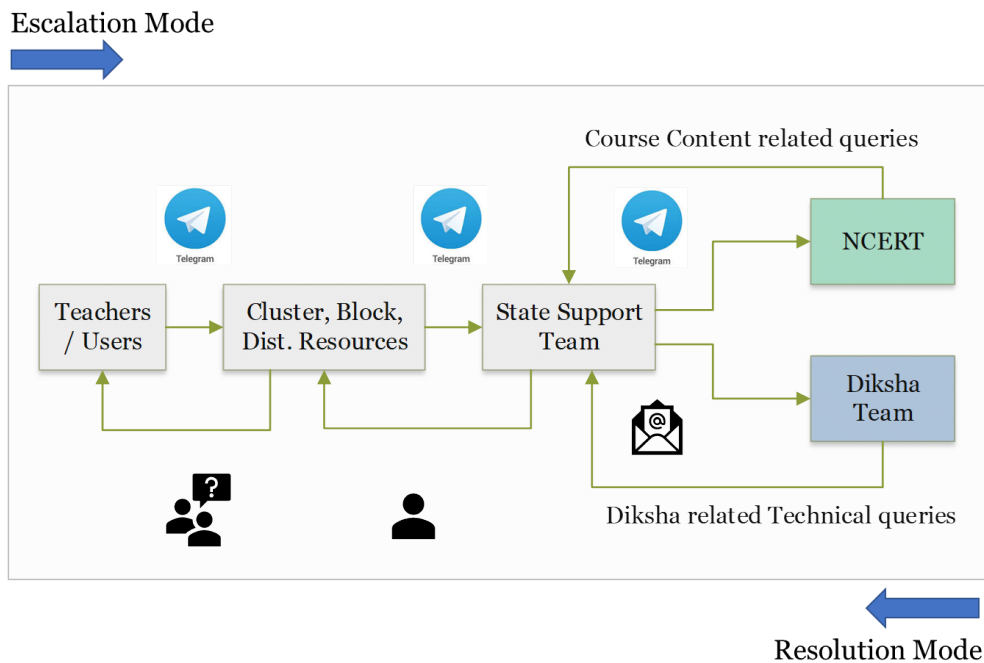 Escalation Mode
Course Content related queries
Telegram
Telegram
Telegram
NCERT
Teachers
/ Users
Cluster, Block,
Dist. Resources
State Support
Team
Diksha
Team
@
?
Diksha related Technical queries
Resolution Mode